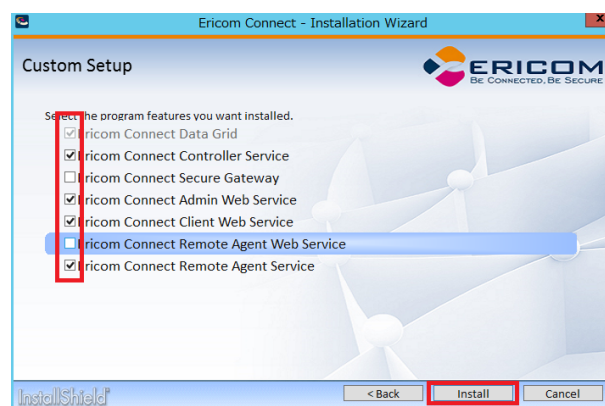 Ericom Connect - Installation Wizard
x
Custom Setup
ERICOM
BE CONNECTED, BE SECURE
Select the program features you want installed.
Ericom Connect Data Grid
Ericom Connect Controller Service
Ericom Connect Secure Gateway
Ericom Connect Admin Web Service
Ericom Connect Client Web Service
Ericom Connect Remote Agent Web Service
Ericom Connect Remote Agent Service
InstallShield
< Back
Install
Cancel